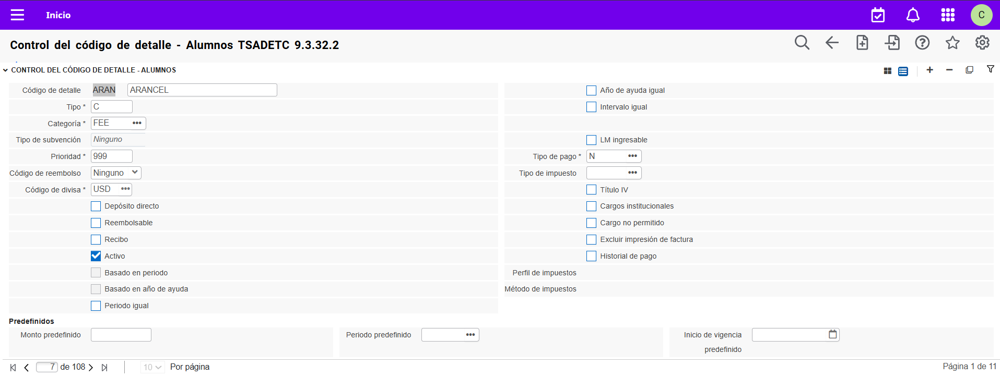 Inicio
C
Control del código de detalle - Alumnos TSADETC 9.3.32.2
CONTROL DEL CÓDIGO DE DETALLE - ALUMNOS
Código de detalle ARAN ARANCEL
Año de ayuda igual
Tipo * C
Intervalo igual
Categoría * FEE •••
Tipo de subvención Ninguno
LM ingresable
Prioridad * 999
Tipo de pago * N •••
Código de reembolso Ninguno
Tipo de impuesto •••
Código de divisa * USD •••
Título IV
Depósito directo
Cargos institucionales
Reembolsable
Cargo no permitido
Recibo
Excluir impresión de factura
Activo
Historial de pago
Basado en periodo
Perfil de impuestos
Basado en año de ayuda
Método de impuestos
Periodo igual
Predefinidos
Monto predefinido
Periodo predefinido •••
Inicio de vigencia
predefinido
7 de 108
10 Por página
Página 1 de 11